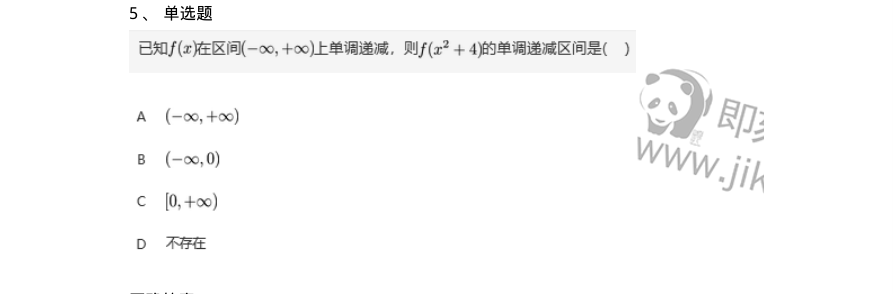 5 、 单选题
已知f(x)在区间(−∞, +∞)上单调递减，则f(x² + 4)的单调递减区间是(　)
A (−∞, +∞)
B (−∞, 0)
C [0, +∞)
D 不存在
即
www.jik